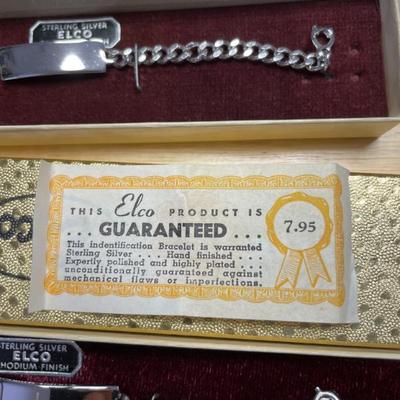 STERLING SILVER
ELCO
THIS Elco PRODUCT IS
... GUARANTEED ...
7.95
This indentification Bracelet is warranted
Sterling Silver . . . Hand finished . . .
Expertly polished and highly plated . . .
unconditionally guaranteed against
mechanical flaws or imperfections.
STERLING SILVER
ELCO
RHODIUM-FINISH